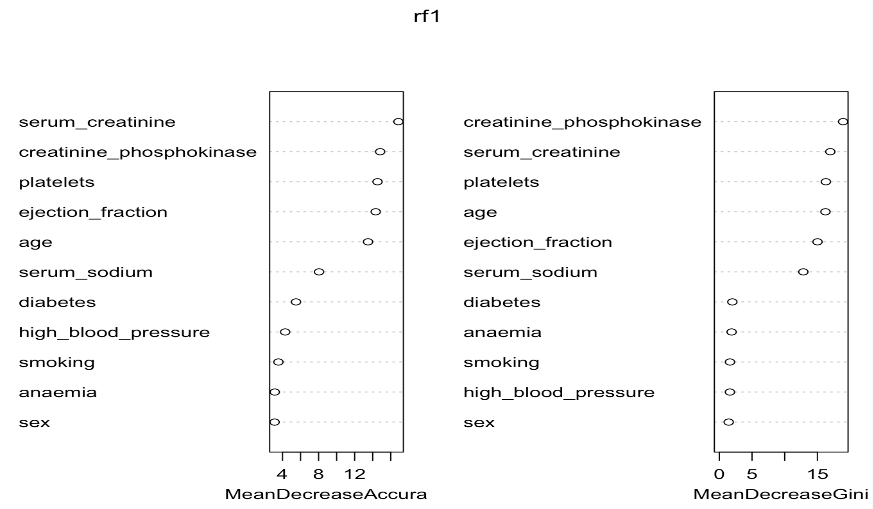 rf1
serum_creatinine
creatinine_phosphokinase
platelets
ejection_fraction
age
serum_sodium
diabetes
high_blood_pressure
smoking
anaemia
sex
4 8 12
MeanDecreaseAccura
creatinine_phosphokinase
serum_creatinine
platelets
age
ejection_fraction
serum_sodium
diabetes
anaemia
smoking
high_blood_pressure
sex
0 5 15
MeanDecreaseGini